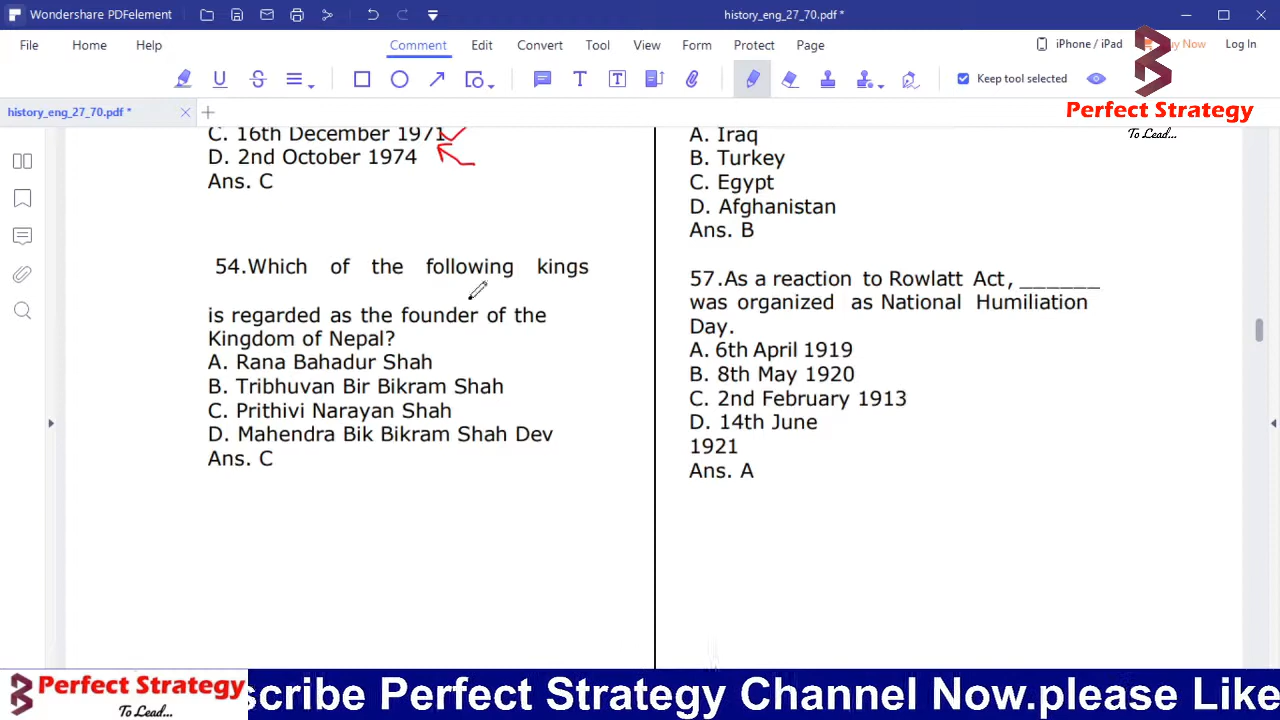 Wondershare PDFelement
history_eng_27_70.pdf *
File Home Help
Comment Edit Convert Tool View Form Protect Page
iPhone / iPad Buy Now Log In
Keep tool selected
history_eng_27_70.pdf *
Perfect Strategy
To Lead...
C. 16th December 1971
D. 2nd October 1974
Ans. C
54.Which of the following kings
is regarded as the founder of the
Kingdom of Nepal?
A. Rana Bahadur Shah
B. Tribhuvan Bir Bikram Shah
C. Prithivi Narayan Shah
D. Mahendra Bik Bikram Shah Dev
Ans. C
A. Iraq
B. Turkey
C. Egypt
D. Afghanistan
Ans. B
57.As a reaction to Rowlatt Act, ______
was organized as National Humiliation
Day.
A. 6th April 1919
B. 8th May 1920
C. 2nd February 1913
D. 14th June
1921
Ans. A
Perfect Strategy
To Lead...
scribe Perfect Strategy Channel Now.please Like